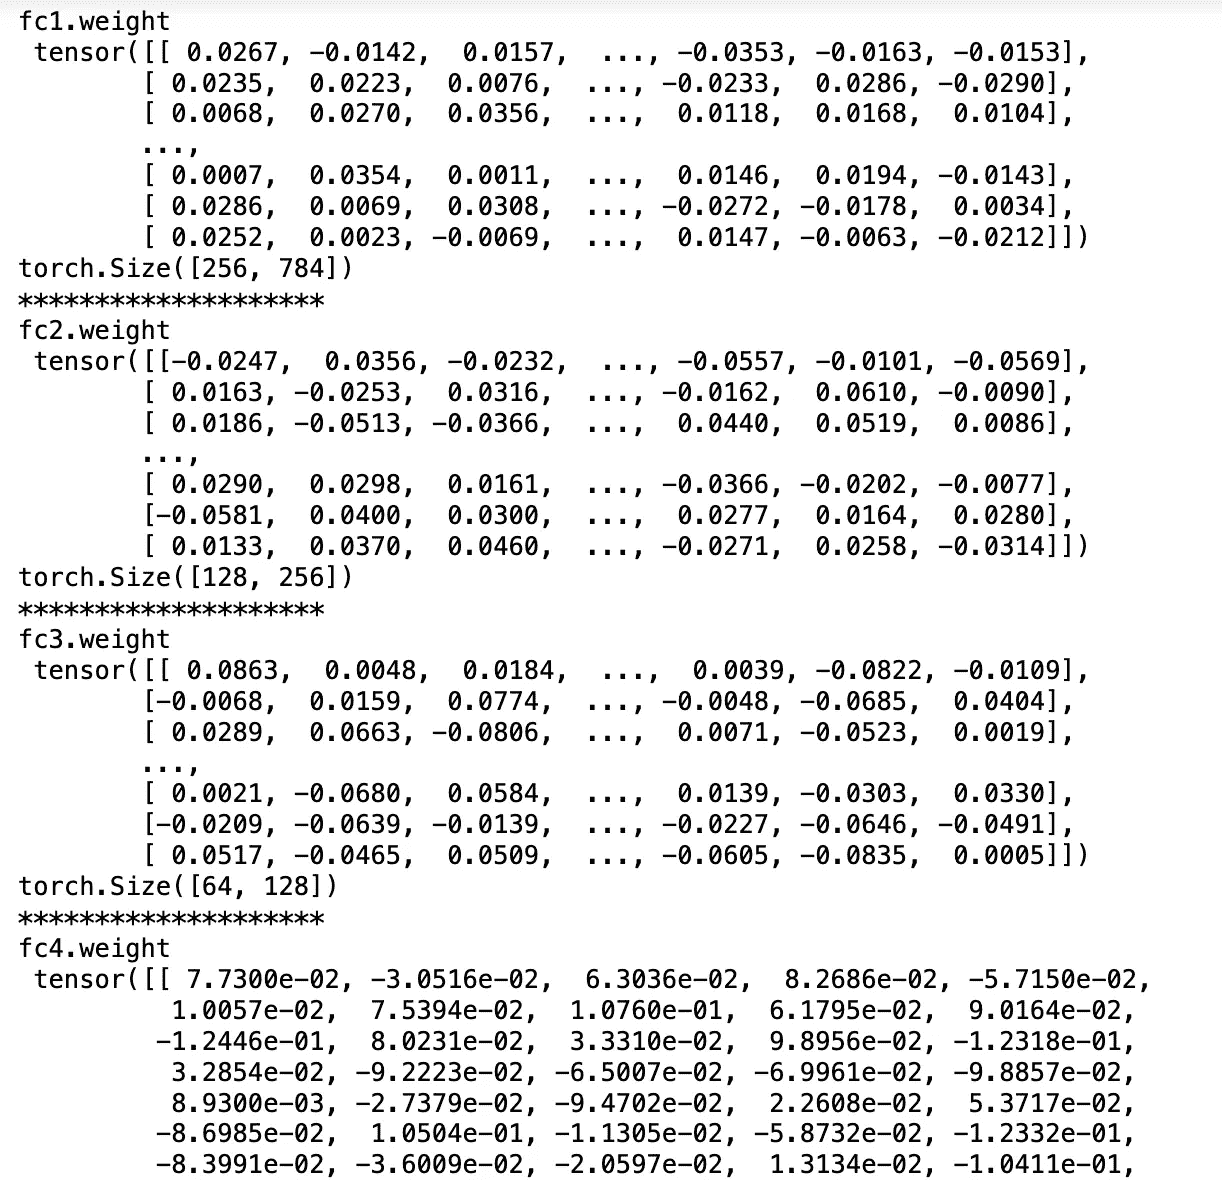 fc1.weight
 tensor([[ 0.0267, -0.0142,  0.0157,  ..., -0.0353, -0.0163, -0.0153],
        [ 0.0235,  0.0223,  0.0076,  ..., -0.0233,  0.0286, -0.0290],
        [ 0.0068,  0.0270,  0.0356,  ...,  0.0118,  0.0168,  0.0104],
        ...,
        [ 0.0007,  0.0354,  0.0011,  ...,  0.0146,  0.0194, -0.0143],
        [ 0.0286,  0.0069,  0.0308,  ..., -0.0272, -0.0178,  0.0034],
        [ 0.0252,  0.0023, -0.0069,  ...,  0.0147, -0.0063, -0.0212]])
torch.Size([256, 784])
********************
fc2.weight
 tensor([[-0.0247,  0.0356, -0.0232,  ..., -0.0557, -0.0101, -0.0569],
        [ 0.0163, -0.0253,  0.0316,  ..., -0.0162,  0.0610, -0.0090],
        [ 0.0186, -0.0513, -0.0366,  ...,  0.0440,  0.0519,  0.0086],
        ...,
        [ 0.0290,  0.0298,  0.0161,  ..., -0.0366, -0.0202, -0.0077],
        [-0.0581,  0.0400,  0.0300,  ...,  0.0277,  0.0164,  0.0280],
        [ 0.0133,  0.0370,  0.0460,  ..., -0.0271,  0.0258, -0.0314]])
torch.Size([128, 256])
********************
fc3.weight
 tensor([[ 0.0863,  0.0048,  0.0184,  ...,  0.0039, -0.0822, -0.0109],
        [-0.0068,  0.0159,  0.0774,  ..., -0.0048, -0.0685,  0.0404],
        [ 0.0289,  0.0663, -0.0806,  ...,  0.0071, -0.0523,  0.0019],
        ...,
        [ 0.0021, -0.0680,  0.0584,  ...,  0.0139, -0.0303,  0.0330],
        [-0.0209, -0.0639, -0.0139,  ..., -0.0227, -0.0646, -0.0491],
        [ 0.0517, -0.0465,  0.0509,  ..., -0.0605, -0.0835,  0.0005]])
torch.Size([64, 128])
********************
fc4.weight
 tensor([[ 7.7300e-02, -3.0516e-02,  6.3036e-02,  8.2686e-02, -5.7150e-02,
          1.0057e-02,  7.5394e-02,  1.0760e-01,  6.1795e-02,  9.0164e-02,
         -1.2446e-01,  8.0231e-02,  3.3310e-02,  9.8956e-02, -1.2318e-01,
          3.2854e-02, -9.2223e-02, -6.5007e-02, -6.9961e-02, -9.8857e-02,
          8.9300e-03, -2.7379e-02, -9.4702e-02,  2.2608e-02,  5.3717e-02,
         -8.6985e-02,  1.0504e-01, -1.1305e-02, -5.8732e-02, -1.2332e-01,
         -8.3991e-02, -3.6009e-02, -2.0597e-02,  1.3134e-02, -1.0411e-01,